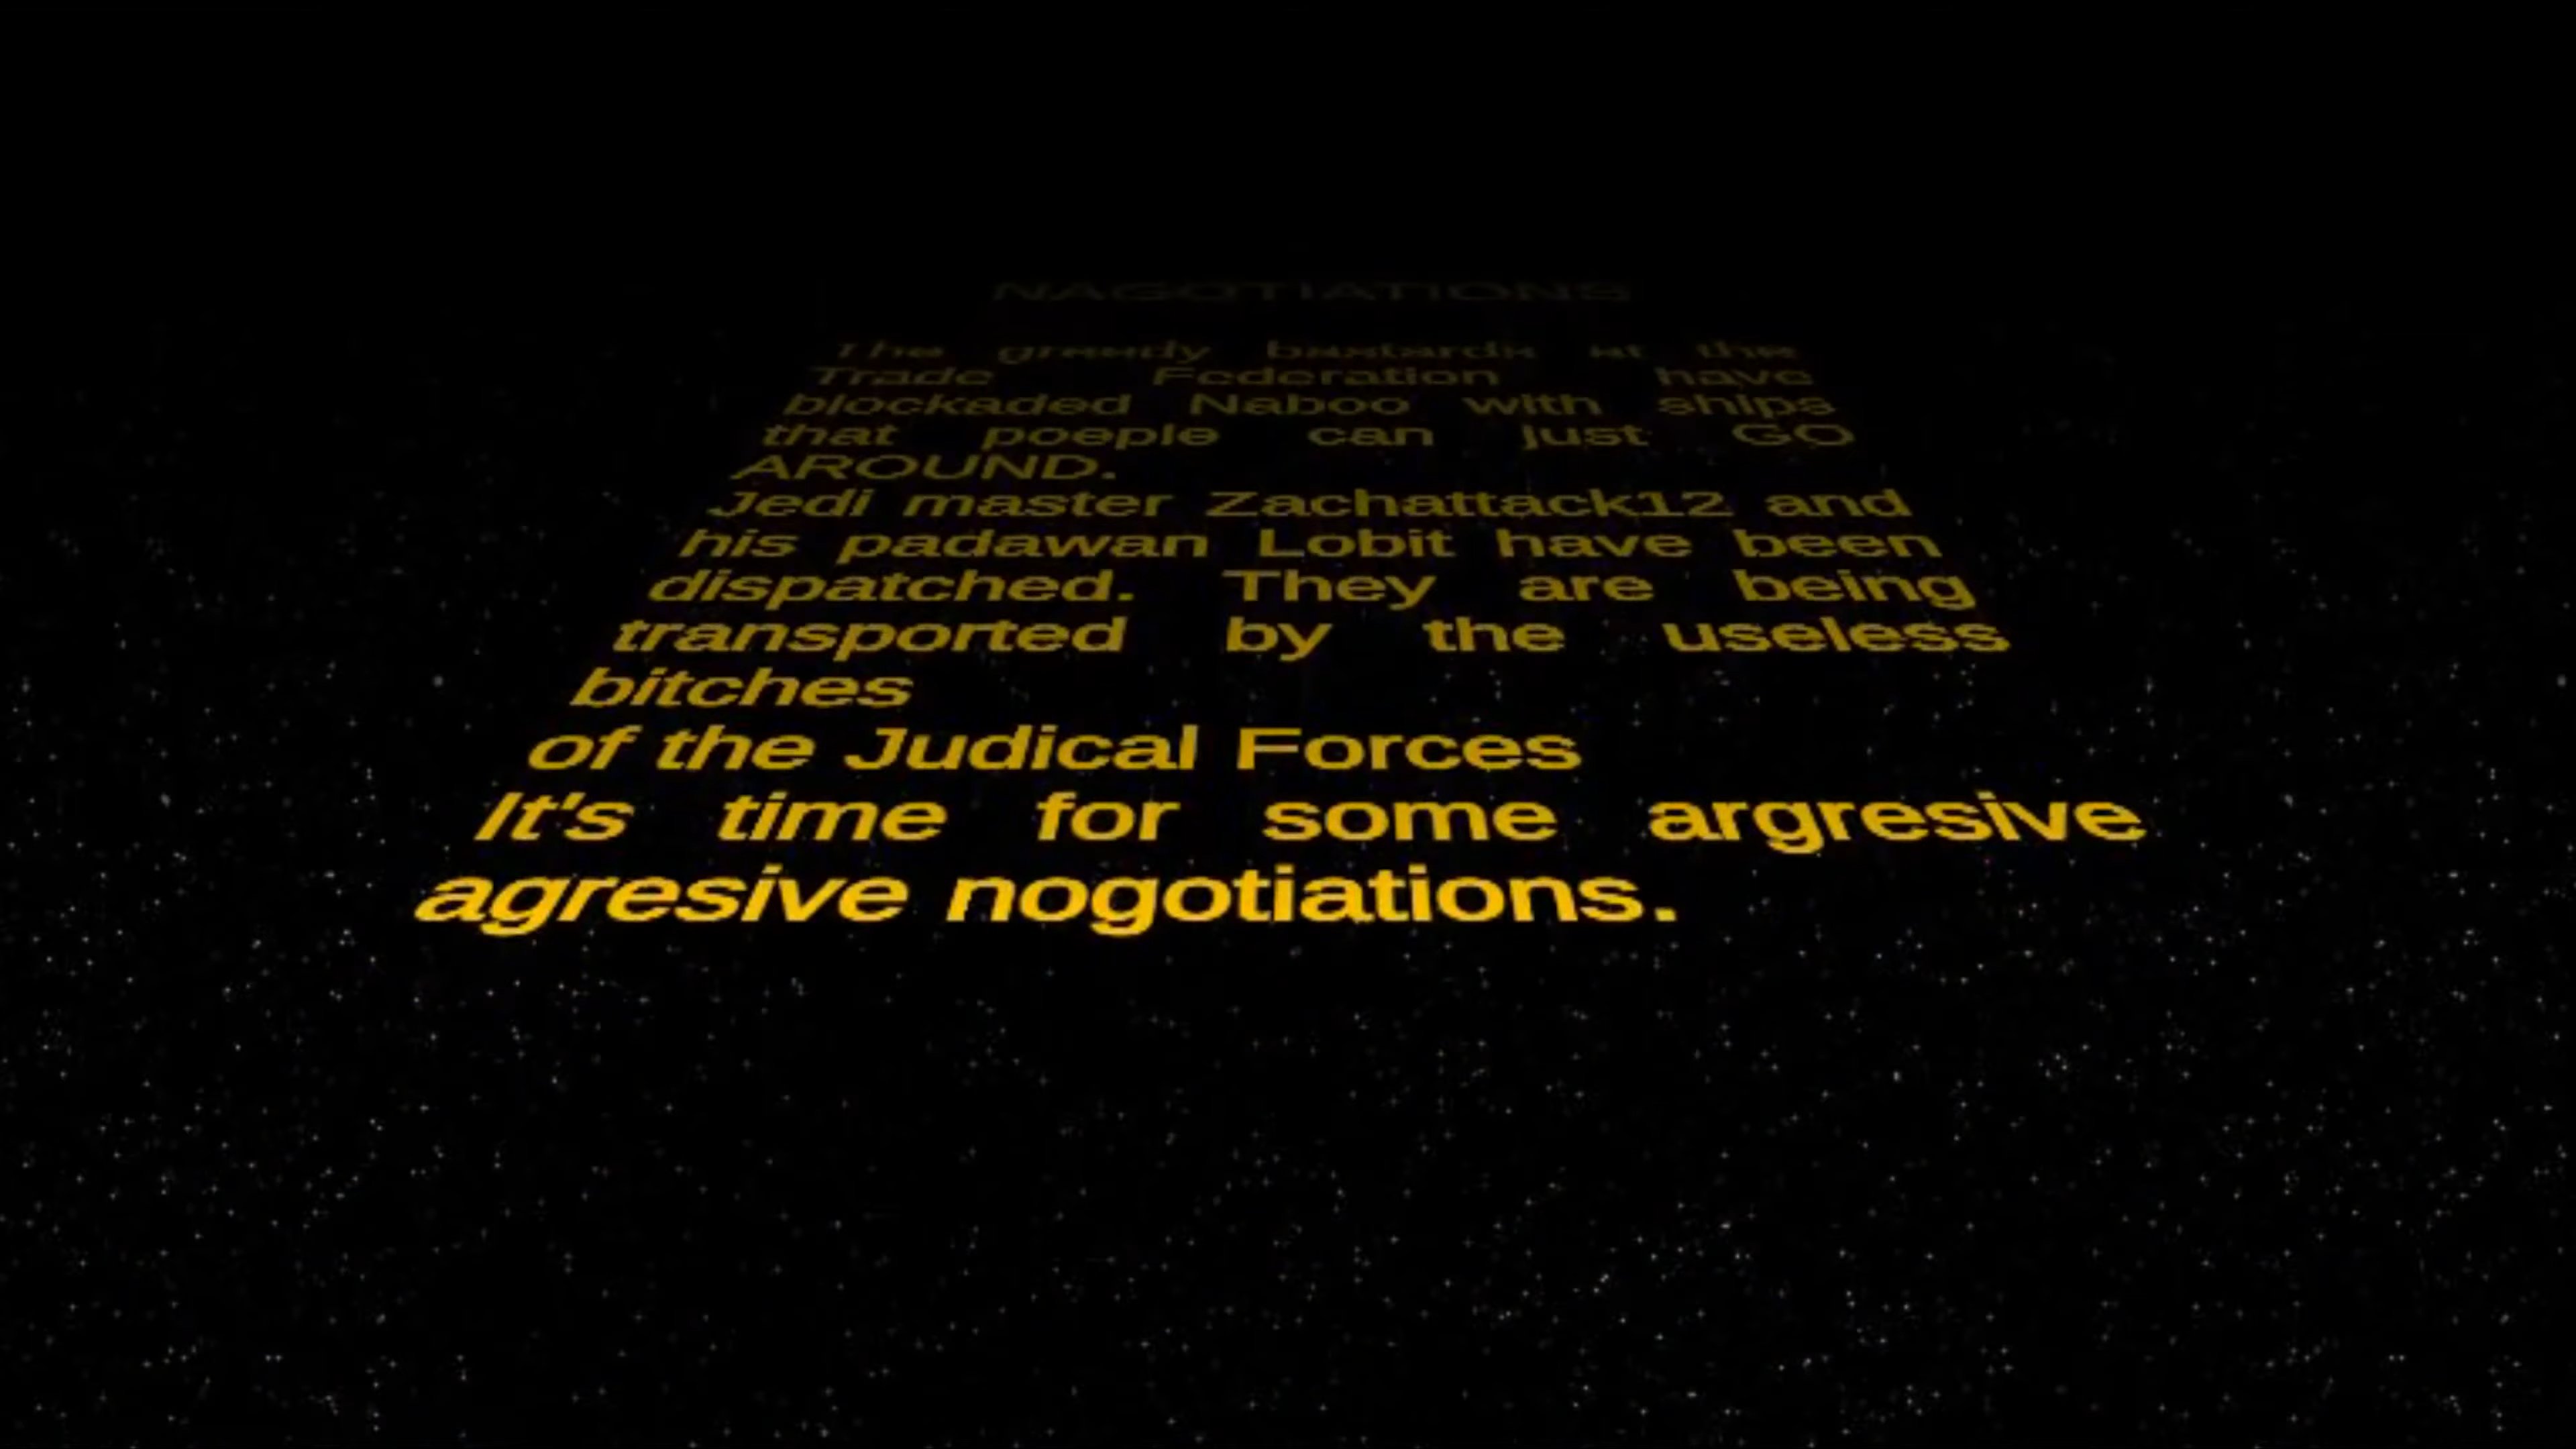 NAGOTIATIONS
The greedy bastards at the
Trade Federation have
blockaded Naboo with ships
that poeple can just GO
AROUND.
Jedi master Zachattack12 and
his padawan Lobit have been
dispatched. They are being
transported by the useless
bitches
of the Judical Forces
It's time for some argresive
agresive nogotiations.